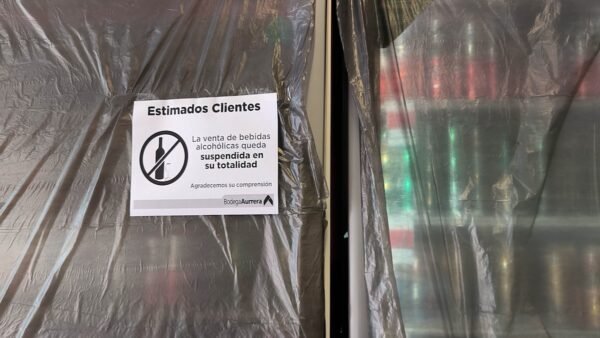 Estimados Clientes
La venta de bebidas
alcohólicas queda
suspendida en
su totalidad
Agradecemos su comprensión
BodegaAurrera